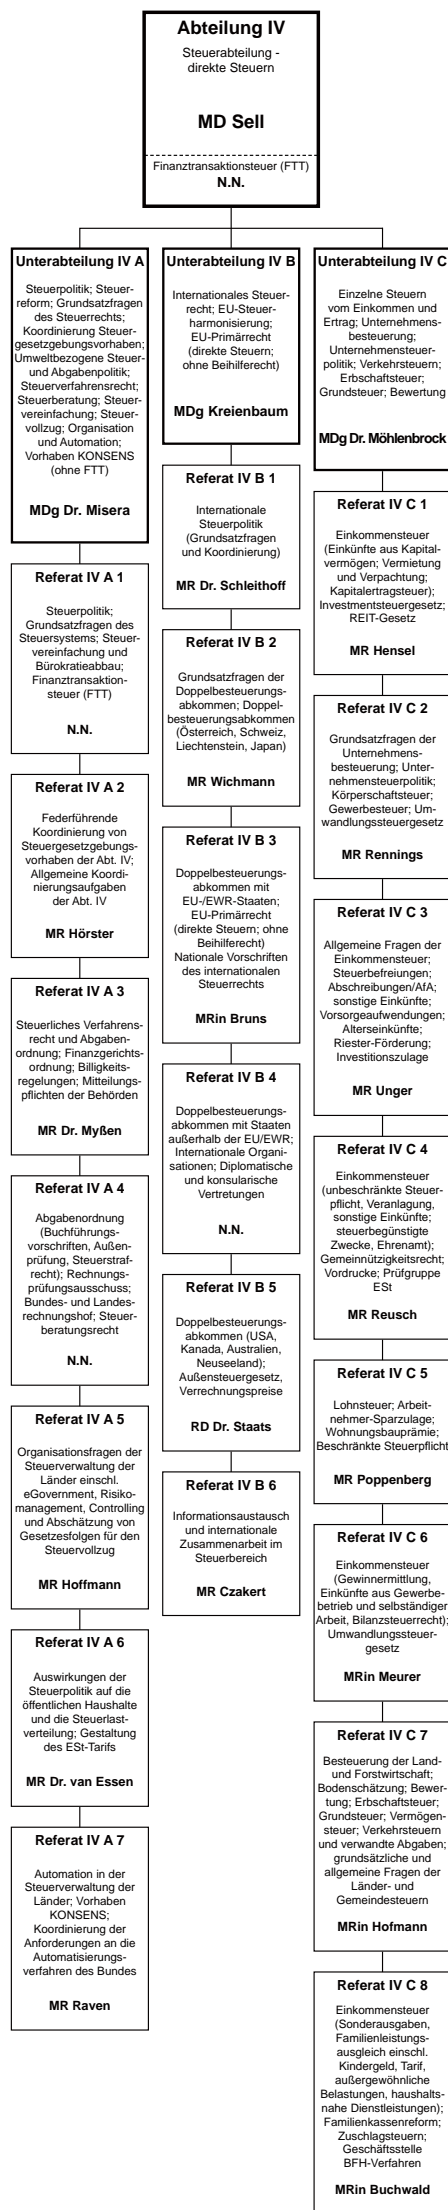 Abteilung IV
Steuerabteilung -
direkte Steuern
MD Sell
Finanztransaktionsteuer (FTT)
N.N.
Unterabteilung IV A
Steuerpolitik; Steuer-
reform; Grundsatzfragen
des Steuerrechts;
Koordinierung Steuer-
gesetzgebungsvorhaben;
Umweltbezogene Steuer-
und Abgabenpolitik;
Steuerverfahrensrecht;
Steuerberatung; Steuer-
vereinfachung; Steuer-
vollzug; Organisation
und Automation;
Vorhaben KONSENS
(ohne FTT)
MDg Dr. Misera
Referat IV A 1
Steuerpolitik;
Grundsatzfragen des
Steuersystems; Steuer-
vereinfachung und
Bürokratieabbau;
Finanztransaktion-
steuer (FTT)
N.N.
Referat IV A 2
Federführende
Koordinierung von
Steuergesetzgebungs-
vorhaben der Abt. IV;
Allgemeine Koordi-
nierungsaufgaben
der Abt. IV
MR Hörster
Referat IV A 3
Steuerliches Verfahrens-
recht und Abgaben-
ordnung; Finanzgerichts-
ordnung; Billigkeits-
regelungen; Mitteilungs-
pflichten der Behörden
MR Dr. Myßen
Referat IV A 4
Abgabenordnung
(Buchführungs-
vorschriften, Außen-
prüfung, Steuerstraf-
recht); Rechnungs-
prüfungsausschuss;
Bundes- und Landes-
rechnungshof; Steuer-
beratungsrecht
N.N.
Referat IV A 5
Organisationsfragen der
Steuerverwaltung der
Länder einschl.
eGovernment, Risiko-
management, Controlling
und Abschätzung von
Gesetzesfolgen für den
Steuervollzug
MR Hoffmann
Referat IV A 6
Auswirkungen der
Steuerpolitik auf die
öffentlichen Haushalte
und die Steuerlast-
verteilung; Gestaltung
des ESt-Tarifs
MR Dr. van Essen
Referat IV A 7
Automation in der
Steuerverwaltung der
Länder; Vorhaben
KONSENS;
Koordinierung der
Anforderungen an die
Automatisierungs-
verfahren des Bundes
MR Raven
Unterabteilung IV B
Internationales Steuer-
recht; EU-Steuer-
harmonisierung;
EU-Primärrecht
(direkte Steuern;
ohne Beihilferecht)
MDg Kreienbaum
Referat IV B 1
Internationale
Steuerpolitik
(Grundsatzfragen
und Koordinierung)
MR Dr. Schleithoff
Referat IV B 2
Grundsatzfragen der
Doppelbesteuerungs-
abkommen; Doppel-
besteuerungsabkommen
(Österreich, Schweiz,
Liechtenstein, Japan)
MR Wichmann
Referat IV B 3
Doppelbesteuerungs-
abkommen mit
EU-/EWR-Staaten;
EU-Primärrecht
(direkte Steuern; ohne
Beihilferecht)
Nationale Vorschriften
des internationalen
Steuerrechts
MRin Bruns
Referat IV B 4
Doppelbesteuerungs-
abkommen mit Staaten
außerhalb der EU/EWR;
Internationale Organi-
sationen; Diplomatische
und konsularische
Vertretungen
N.N.
Referat IV B 5
Doppelbesteuerungs-
abkommen (USA,
Kanada, Australien,
Neuseeland);
Außensteuergesetz,
Verrechnungspreise
RD Dr. Staats
Referat IV B 6
Informationsaustausch
und internationale
Zusammenarbeit im
Steuerbereich
MR Czakert
Unterabteilung IV C
Einzelne Steuern
vom Einkommen und
Ertrag; Unternehmens-
besteuerung;
Unternehmensteuer-
politik; Verkehrsteuern;
Erbschaftsteuer;
Grundsteuer; Bewertung
MDg Dr. Möhlenbrock
Referat IV C 1
Einkommensteuer
(Einkünfte aus Kapital-
vermögen; Vermietung
und Verpachtung;
Kapitalertragsteuer);
Investmentsteuergesetz;
REIT-Gesetz
MR Hensel
Referat IV C 2
Grundsatzfragen der
Unternehmens-
besteuerung; Unter-
nehmensteuerpolitik;
Körperschaftsteuer;
Gewerbesteuer; Um-
wandlungssteuergesetz
MR Rennings
Referat IV C 3
Allgemeine Fragen der
Einkommensteuer;
Steuerbefreiungen;
Abschreibungen/AfA;
sonstige Einkünfte;
Vorsorgeaufwendungen;
Alterseinkünfte;
Riester-Förderung;
Investitionszulage
MR Unger
Referat IV C 4
Einkommensteuer
(unbeschränkte Steuer-
pflicht, Veranlagung,
sonstige Einkünfte;
steuerbegünstigte
Zwecke, Ehrenamt);
Gemeinnützigkeitsrecht;
Vordrucke; Prüfgruppe
ESt
MR Reusch
Referat IV C 5
Lohnsteuer; Arbeit-
nehmer-Sparzulage;
Wohnungsbauprämie;
Beschränkte Steuerpflicht
MR Poppenberg
Referat IV C 6
Einkommensteuer
(Gewinnermittlung,
Einkünfte aus Gewerbe-
betrieb und selbständiger
Arbeit, Bilanzsteuerrecht);
Umwandlungssteuer-
gesetz
MRin Meurer
Referat IV C 7
Besteuerung der Land-
und Forstwirtschaft;
Bodenschätzung; Bewer-
tung; Erbschaftsteuer;
Grundsteuer; Vermögen-
steuer; Verkehrsteuern
und verwandte Abgaben;
grundsätzliche und
allgemeine Fragen der
Länder- und
Gemeindesteuern
MRin Hofmann
Referat IV C 8
Einkommensteuer
(Sonderausgaben,
Familienleistungs-
ausgleich einschl.
Kindergeld, Tarif,
außergewöhnliche
Belastungen, haushalts-
nahe Dienstleistungen);
Familienkassenreform;
Zuschlagsteuern;
Geschäftsstelle
BFH-Verfahren
MRin Buchwald